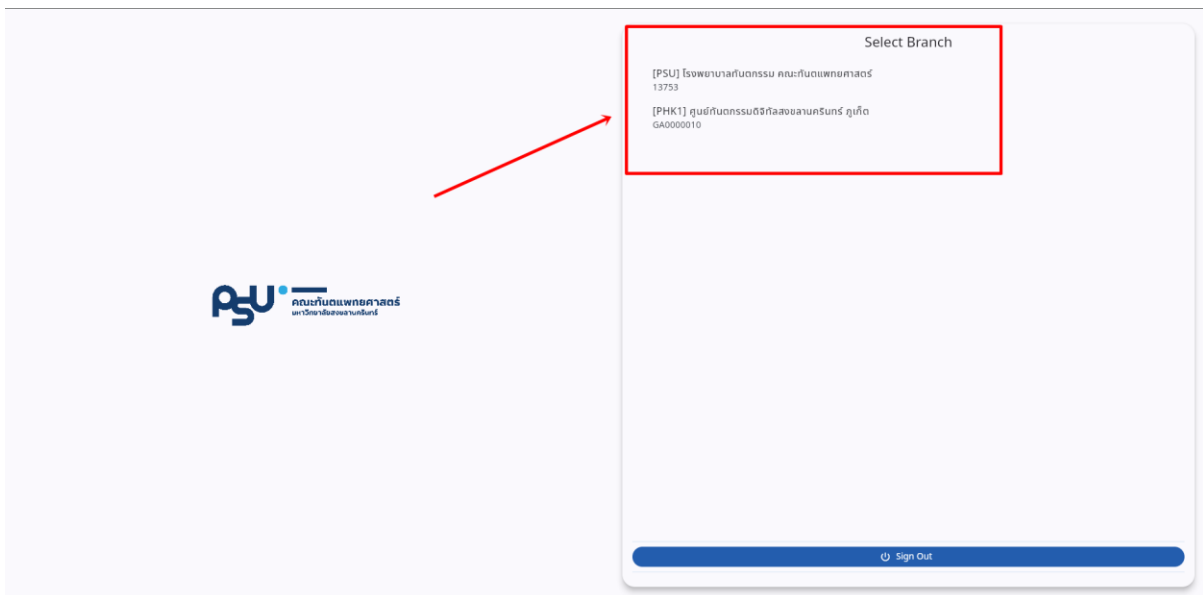 Select Branch
[PSU] โรงพยาบาลทันตกรรม คณะทันตแพทยศาสตร์
13753
[PHK1] ศูนย์ทันตกรรมดิจิทัลสงขลานครินทร์ ภูเก็ต
GA0000010
PSU
คณะทันตแพทยศาสตร์
มหาวิทยาลัยสงขลานครินทร์
Sign Out